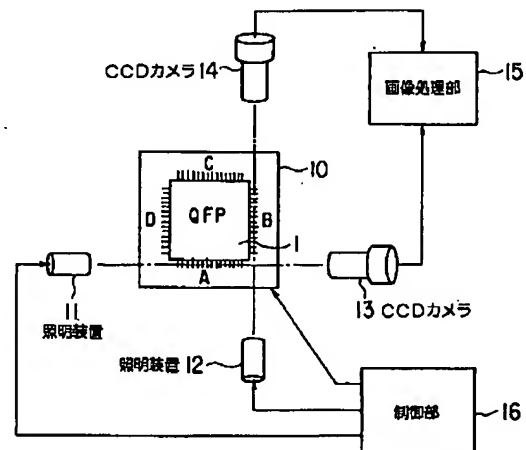 CCDカメラ 14
15
画像処理部
C
10
D
QFP
B
1
A
11
照明装置
13 CCDカメラ
照明装置 12
制御部
16